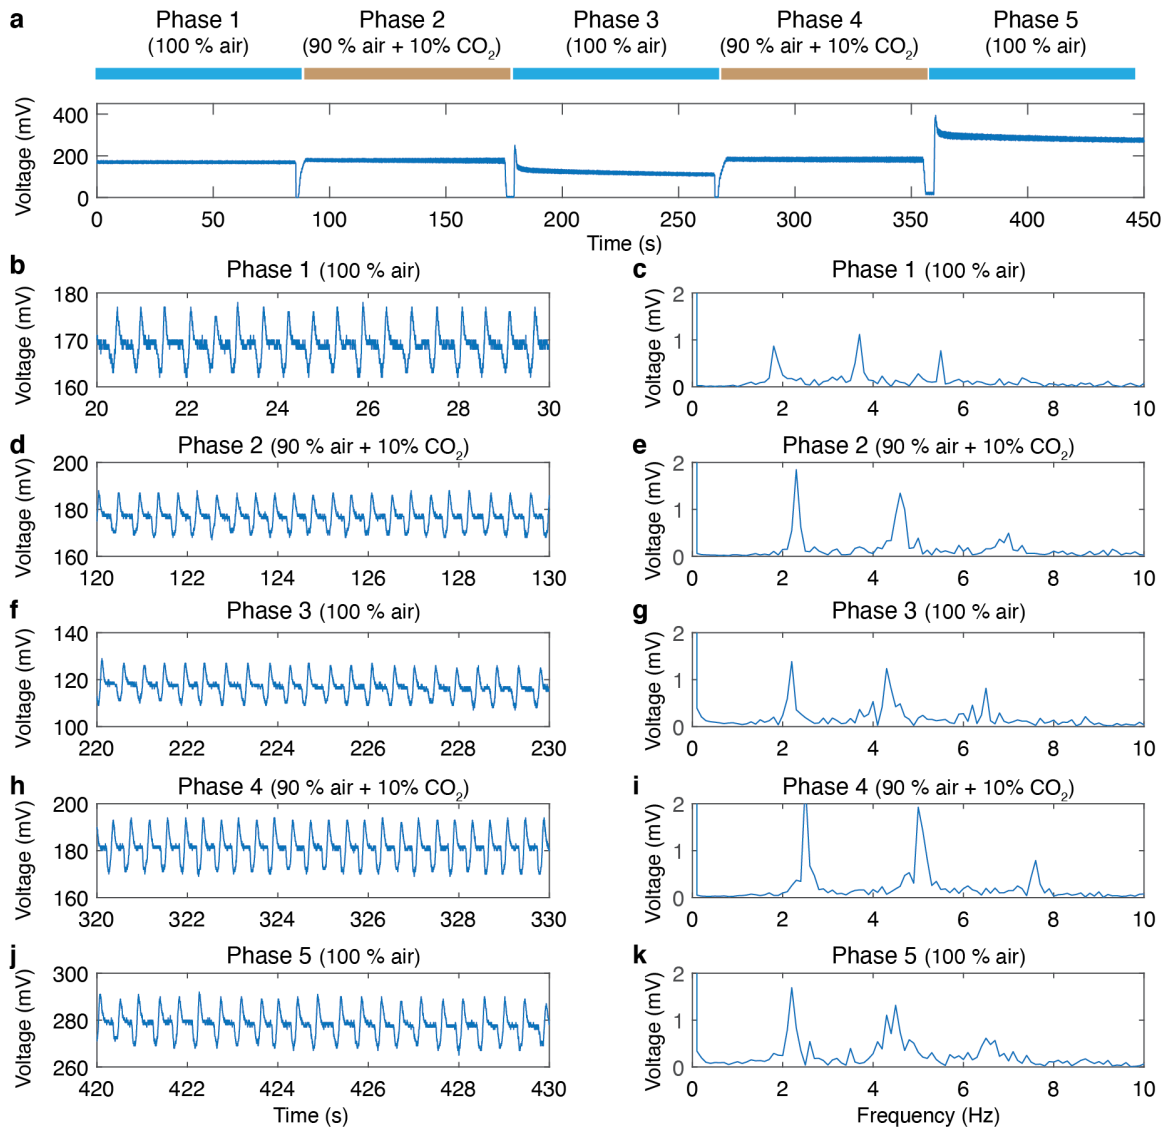 a
Phase 1 Phase 2 Phase 3 Phase 4 Phase 5
(100 % air) (90 % air + 10% CO2) (100 % air) (90 % air + 10% CO2) (100 % air)
Voltage (mV)
400
200
0
0 50 100 150 200 250 300 350 400 450
Time (s)
b
Phase 1 (100 % air)
Voltage (mV)
180
170
160
20 22 24 26 28 30
c
Phase 1 (100 % air)
Voltage (mV)
2
1
0
0 2 4 6 8 10
d
Phase 2 (90 % air + 10% CO2)
Voltage (mV)
200
180
160
120 122 124 126 128 130
e
Phase 2 (90 % air + 10% CO2)
Voltage (mV)
2
1
0
0 2 4 6 8 10
f
Phase 3 (100 % air)
Voltage (mV)
140
120
100
220 222 224 226 228 230
g
Phase 3 (100 % air)
Voltage (mV)
2
1
0
0 2 4 6 8 10
h
Phase 4 (90 % air + 10% CO2)
Voltage (mV)
200
180
160
320 322 324 326 328 330
i
Phase 4 (90 % air + 10% CO2)
Voltage (mV)
2
1
0
0 2 4 6 8 10
j
Phase 5 (100 % air)
Voltage (mV)
300
280
260
420 422 424 426 428 430
Time (s)
k
Phase 5 (100 % air)
Voltage (mV)
2
1
0
0 2 4 6 8 10
Frequency (Hz)